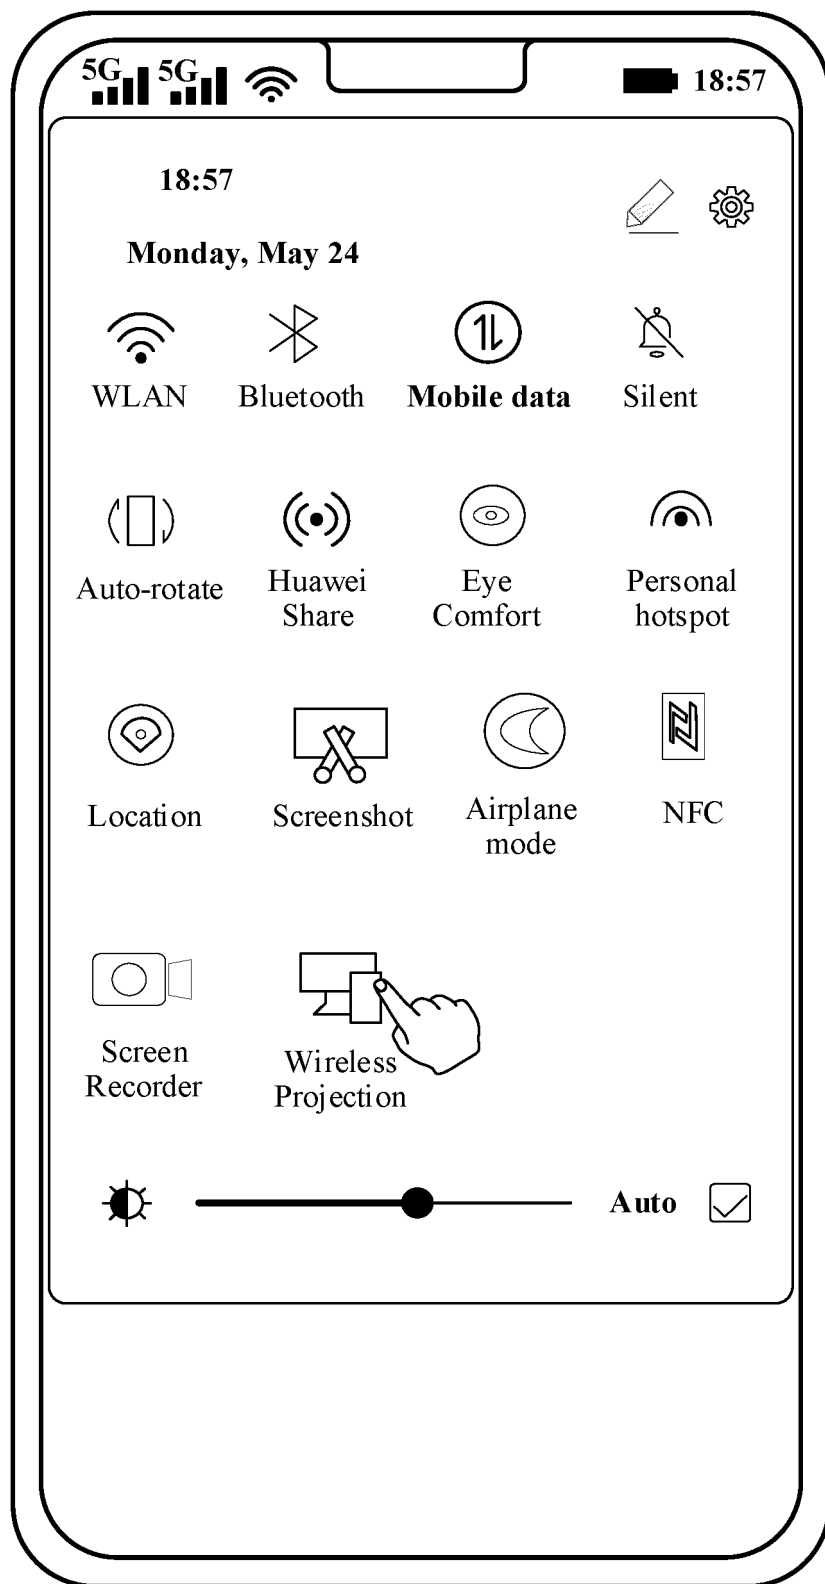 5G 5G 18:57
18:57
Monday, May 24
WLAN Bluetooth Mobile data Silent
Auto-rotate Huawei Share Eye Comfort Personal hotspot
Location Screenshot Airplane mode NFC
Screen Recorder Wireless Projection
Auto